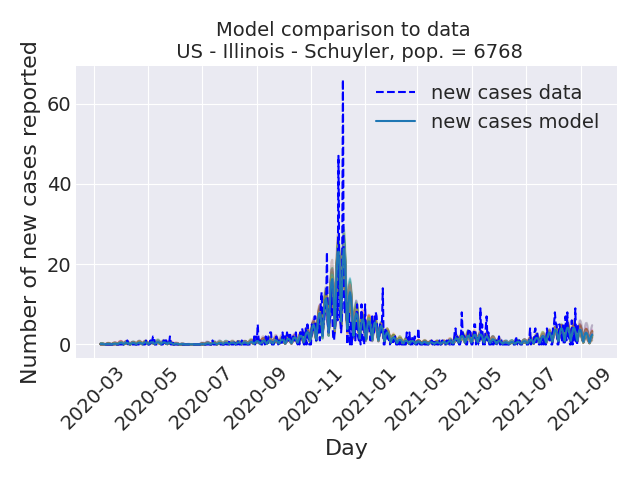 Model comparison to data
US - Illinois - Schuyler, pop. = 6768
Number of new cases reported
60
40
20
0
new cases data
new cases model
2020-03
2020-05
2020-07
2020-09
2020-11
2021-01
2021-03
2021-05
2021-07
2021-09
Day